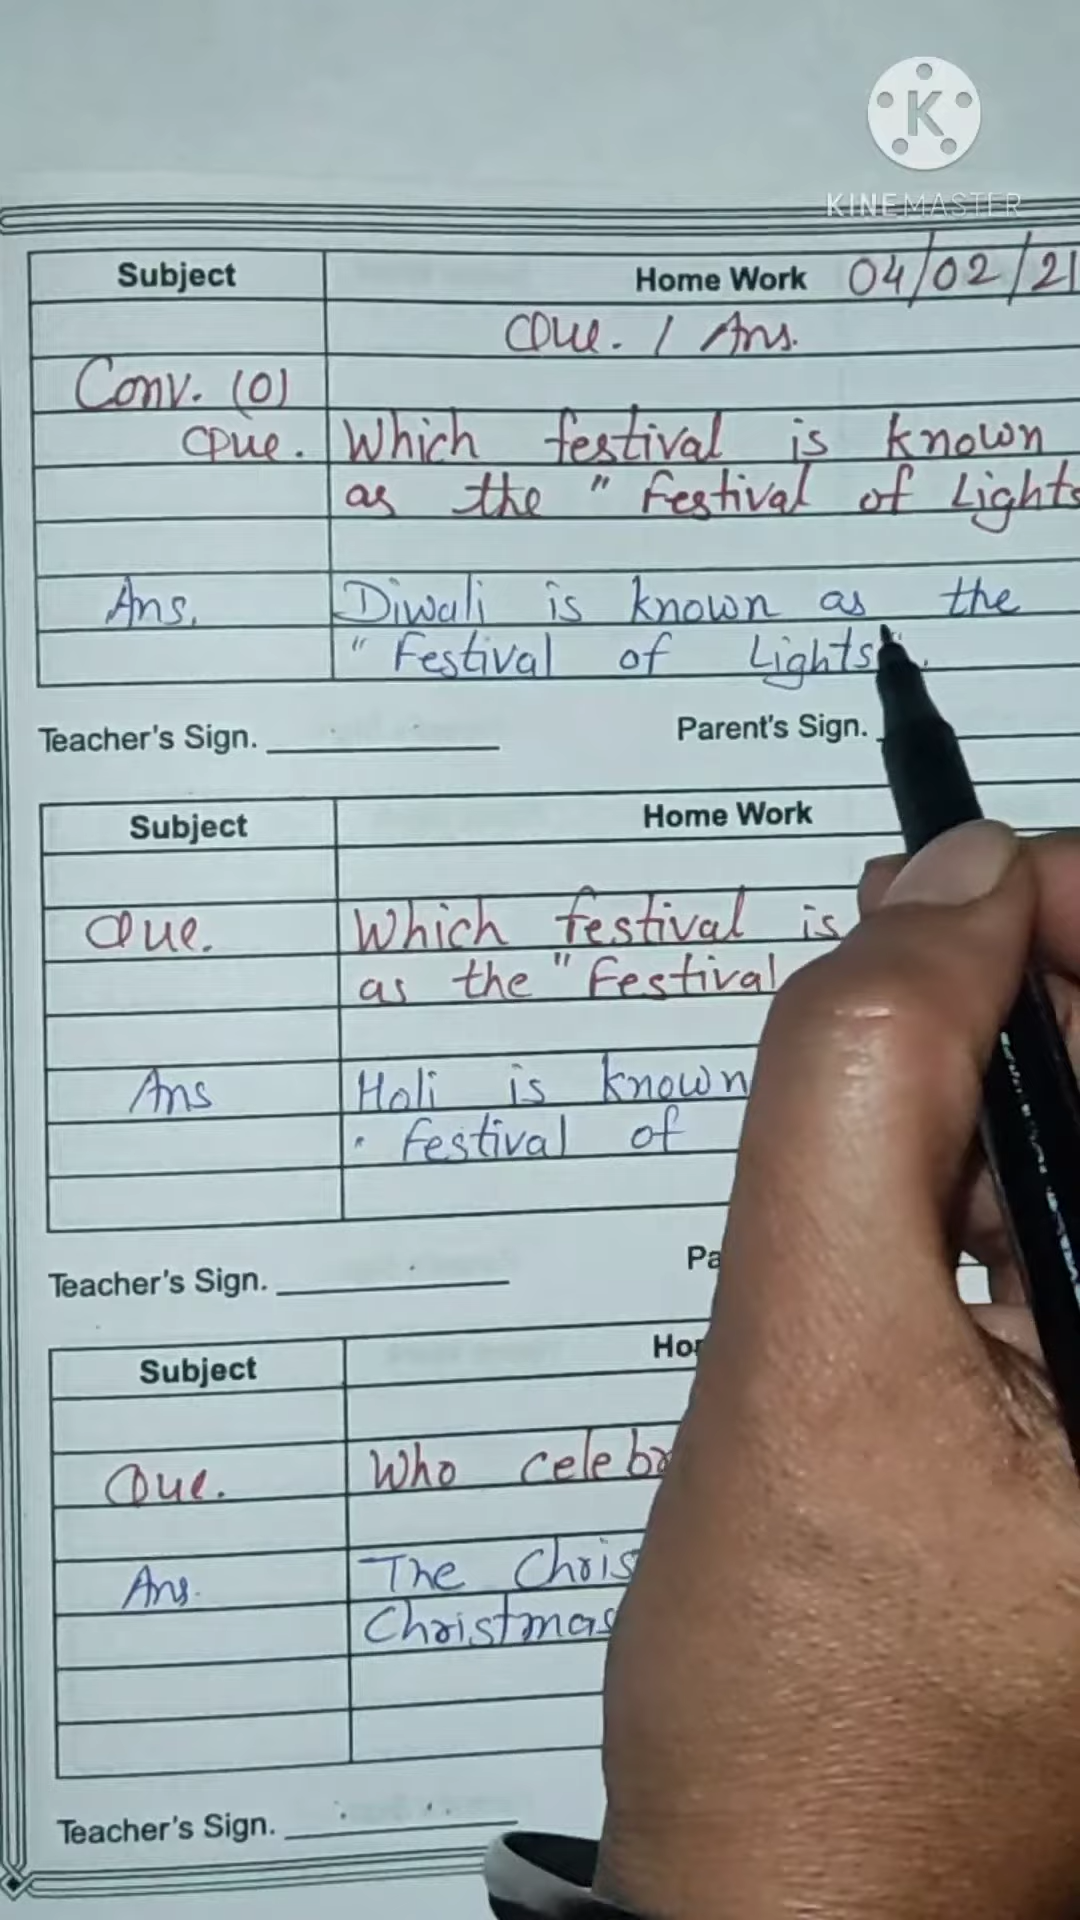 K
KINEMASTER
Subject Home Work 04/02/21
Que. / Ans.
Conv. (0)
Que. Which festival is known
as the " Festival of Lights
Ans. Diwali is known as the
" Festival of Lights".
Teacher's Sign. Parent's Sign.
Subject Home Work
Que. Which festival is
as the " Festival
Ans Holi is known
" Festival of
Teacher's Sign.
Subject
Que. Who
Ans. The
Christmas
Teacher's Sign.